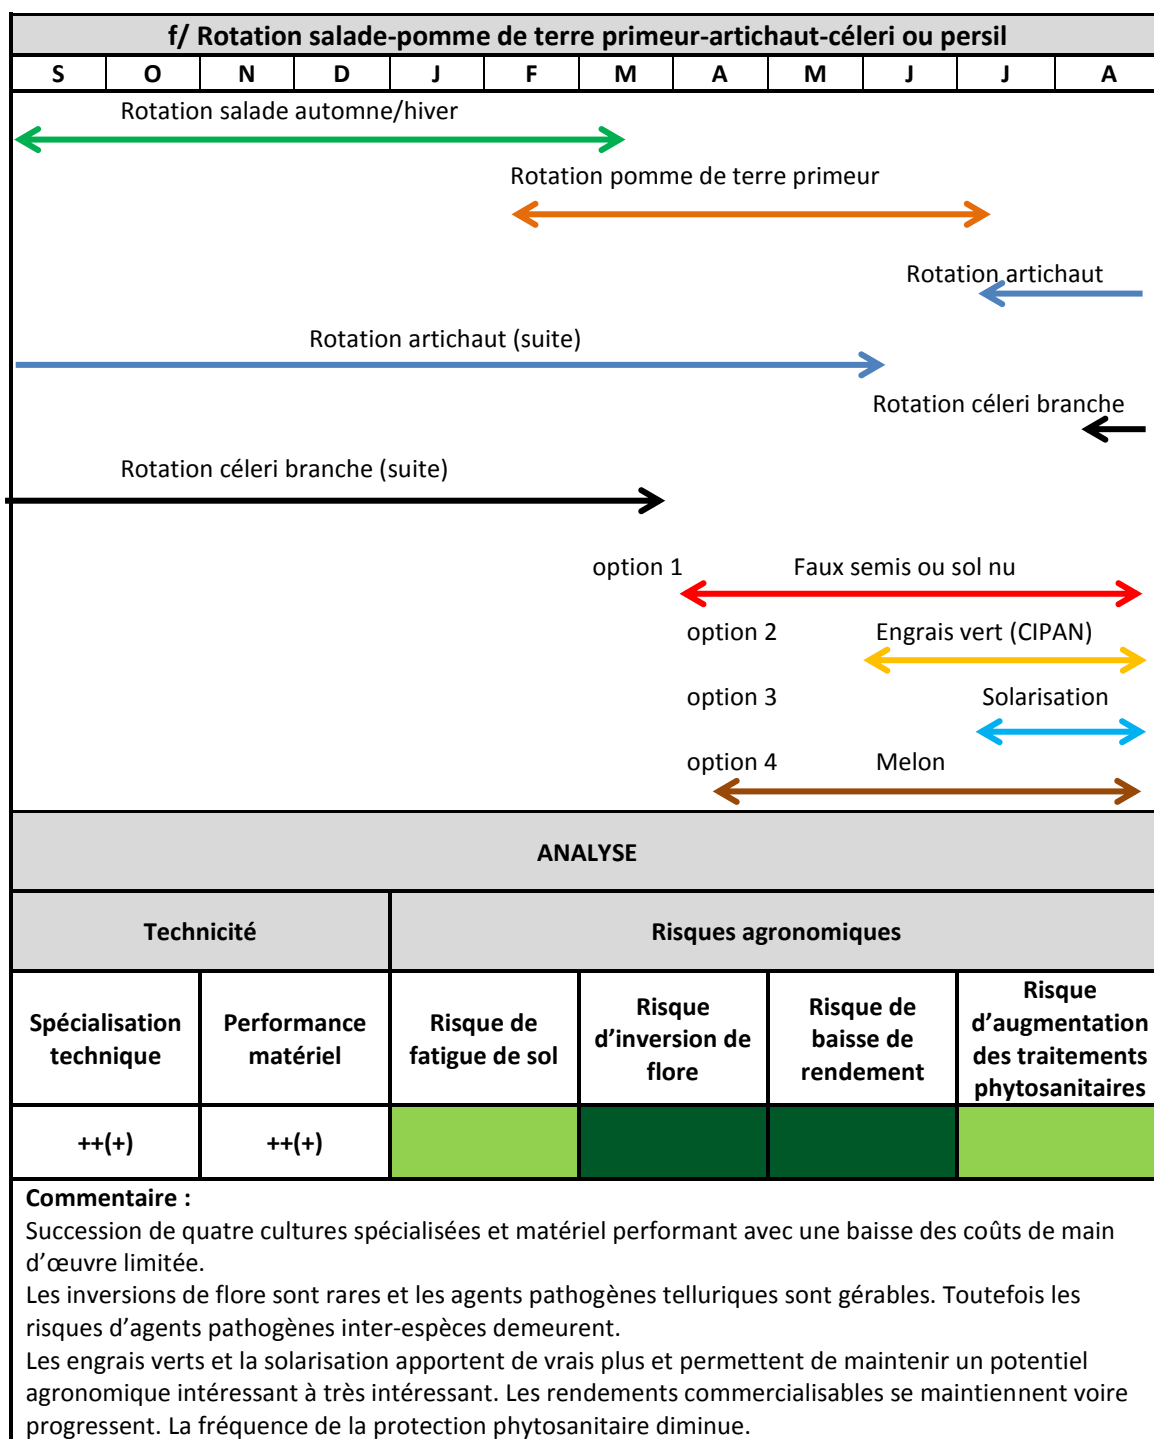 f/ Rotation salade-pomme de terre primeur-artichaut-céleri ou persil
S O N D J F M A M J J A
Rotation salade automne/hiver
Rotation pomme de terre primeur
Rotation artichaut
Rotation artichaut (suite)
Rotation céleri branche
Rotation céleri branche (suite)
option 1 Faux semis ou sol nu
option 2 Engrais vert (CIPAN)
option 3 Solarisation
option 4 Melon
ANALYSE
Technicité Risques agronomiques
Spécialisation
technique
Performance
matériel
Risque de
fatigue de sol
Risque
d’inversion de
flore
Risque de
baisse de
rendement
Risque
d’augmentation
des traitements
phytosanitaires
++(+) ++(+)
Commentaire :
Succession de quatre cultures spécialisées et matériel performant avec une baisse des coûts de main
d’œuvre limitée.
Les inversions de flore sont rares et les agents pathogènes telluriques sont gérables. Toutefois les
risques d’agents pathogènes inter-espèces demeurent.
Les engrais verts et la solarisation apportent de vrais plus et permettent de maintenir un potentiel
agronomique intéressant à très intéressant. Les rendements commercialisables se maintiennent voire
progressent. La fréquence de la protection phytosanitaire diminue.